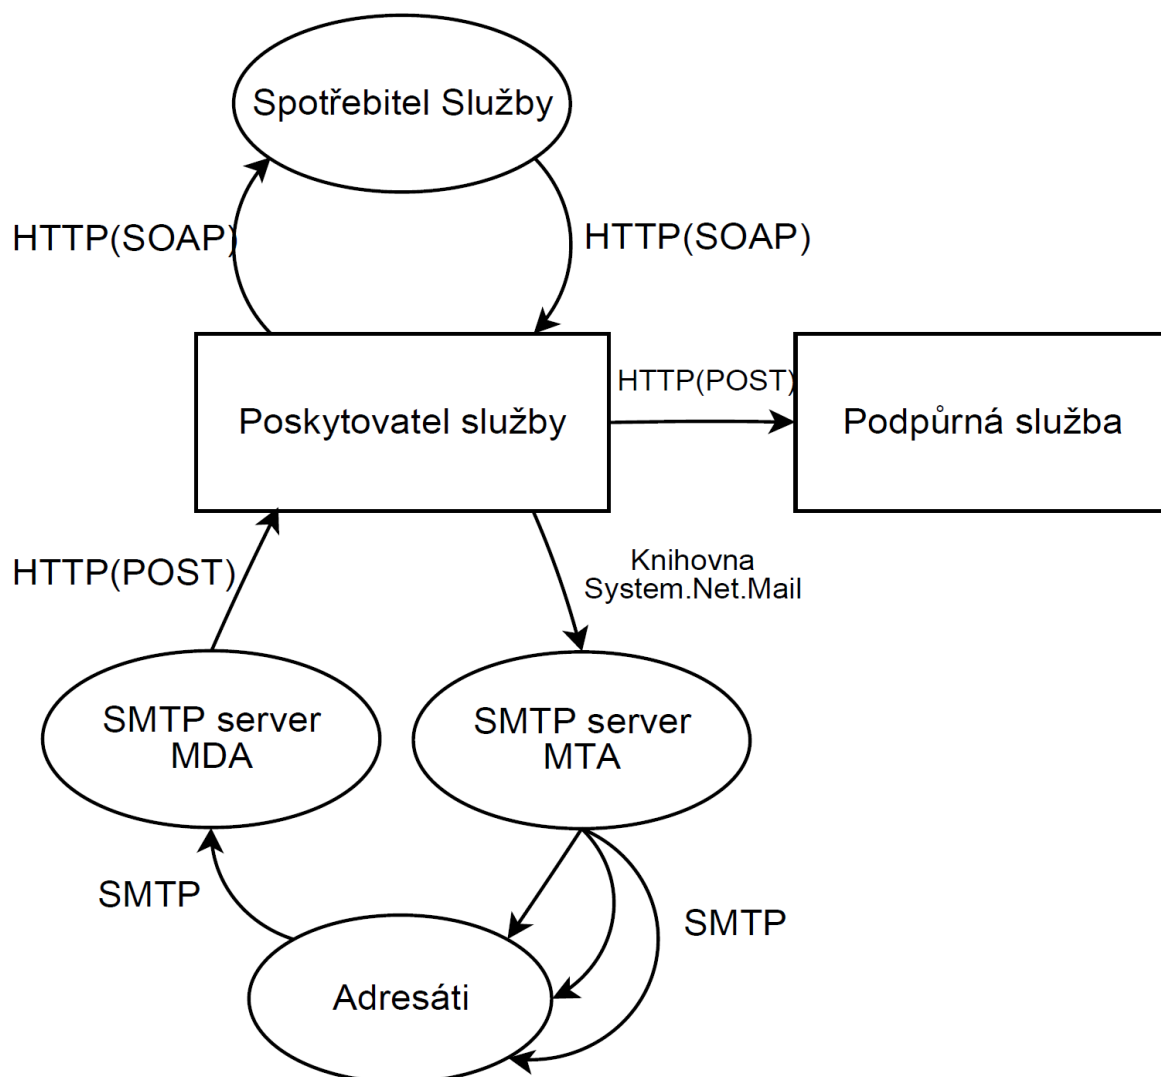 Spotřebitel Služby
HTTP(SOAP)
HTTP(SOAP)
Poskytovatel služby
HTTP(POST)
Podpůrná služba
HTTP(POST)
Knihovna
System.Net.Mail
SMTP server
MDA
SMTP server
MTA
SMTP
SMTP
Adresáti